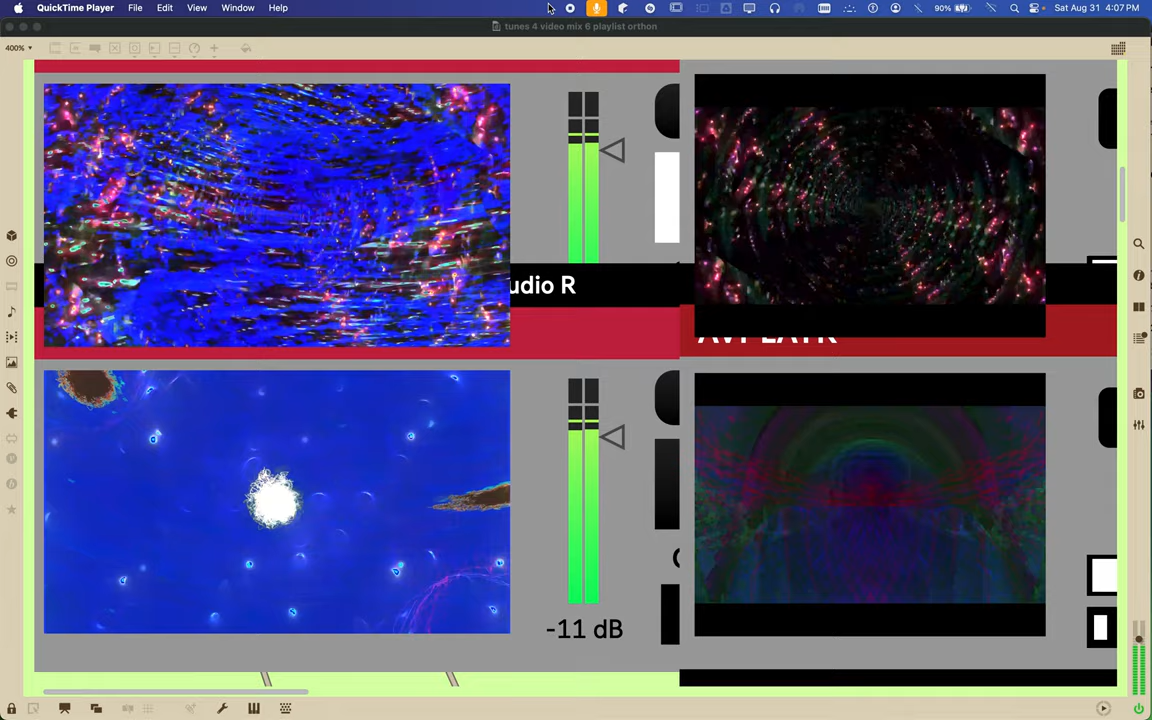 QuickTime Player File Edit View Window Help 90% Sat Aug 31 4:07 PM
tunes 4 video mix 6 playlist orthon
400%
udio R
-11 dB